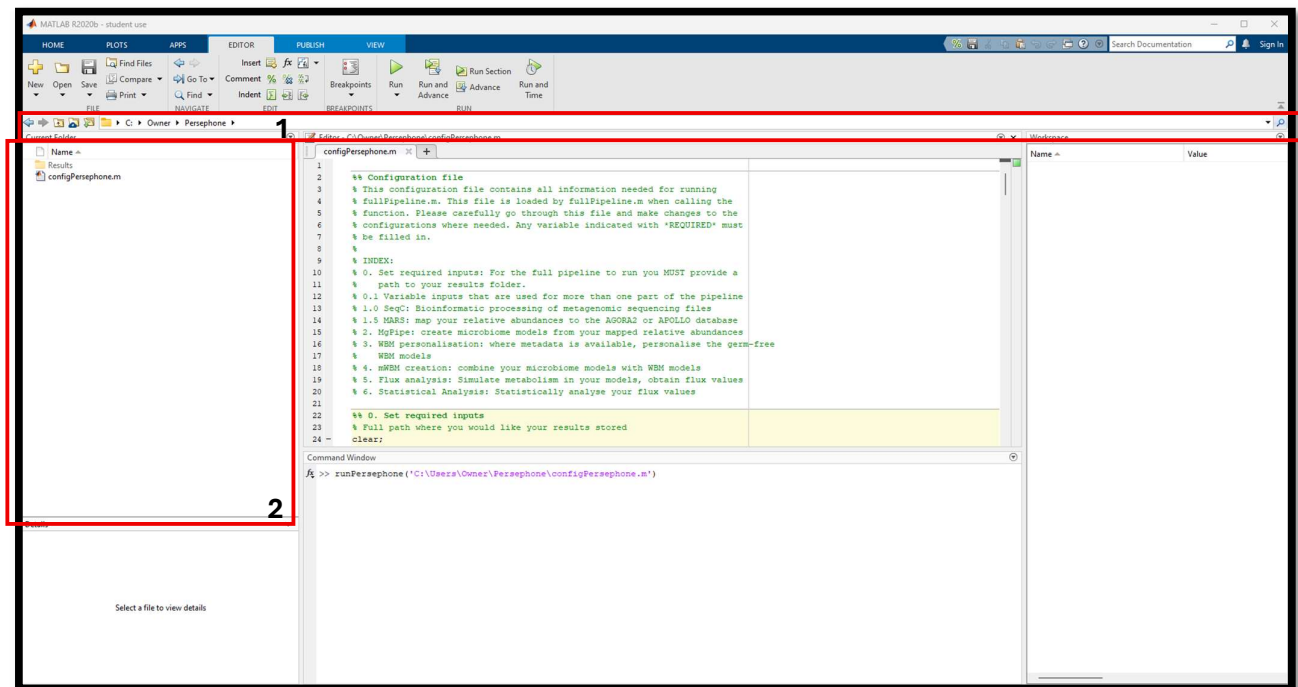 MATLAB R2020b - student use
HOME PLOTS APPS EDITOR PUBLISH VIEW
Search Documentation Sign In
New Open Save Find Files Compare Print
Go To Find
Insert fx Comment % Indent
Breakpoints Run Run and Advance Run Section Advance Run and Time
FILE NAVIGATE EDIT BREAKPOINTS RUN
C: Owner Persephone
1
Current Folder
Name
Results
configPersephone.m
2
Details
Select a file to view details
Editor - C:\Owner\Persephone\configPersephone.m
configPersephone.m
1
2 %% Configuration file
3 % This configuration file contains all information needed for running
4 % fullPipeline.m. This file is loaded by fullPipeline.m when calling the
5 % function. Please carefully go through this file and make changes to the
6 % configurations where needed. Any variable indicated with *REQUIRED* must
7 % be filled in.
8 %
9 % INDEX:
10 % 0. Set required inputs: For the full pipeline to run you MUST provide a
11 % path to your results folder.
12 % 0.1 Variable inputs that are used for more than one part of the pipeline
13 % 1.0 SeqC: Bioinformatic processing of metagenomic sequencing files
14 % 1.5 MARS: map your relative abundances to the AGORA2 or APOLLO database
15 % 2. MgPipe: create microbiome models from your mapped relative abundances
16 % 3. WBM personalisation: where metadata is available, personalise the germ-free
17 % WBM models
18 % 4. mWBM creation: combine your microbiome models with WBM models
19 % 5. Flux analysis: Simulate metabolism in your models, obtain flux values
20 % 6. Statistical Analysis: Statistically analyse your flux values
21
22 %% 0. Set required inputs
23 % Full path where you would like your results stored
24 - clear;
Command Window
fx >> runPersephone('C:\Users\Owner\Persephone\configPersephone.m')
Workspace
Name Value